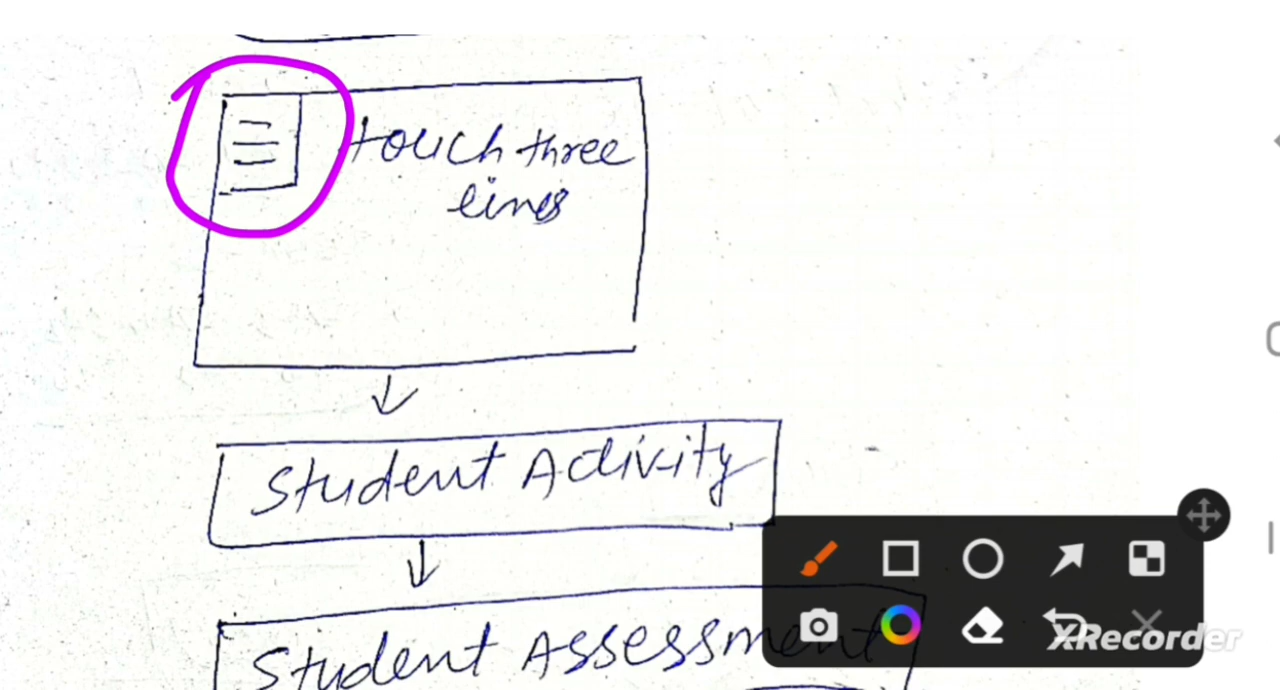 touch three
lines
Student Activity
Student Assessment
XRecorder